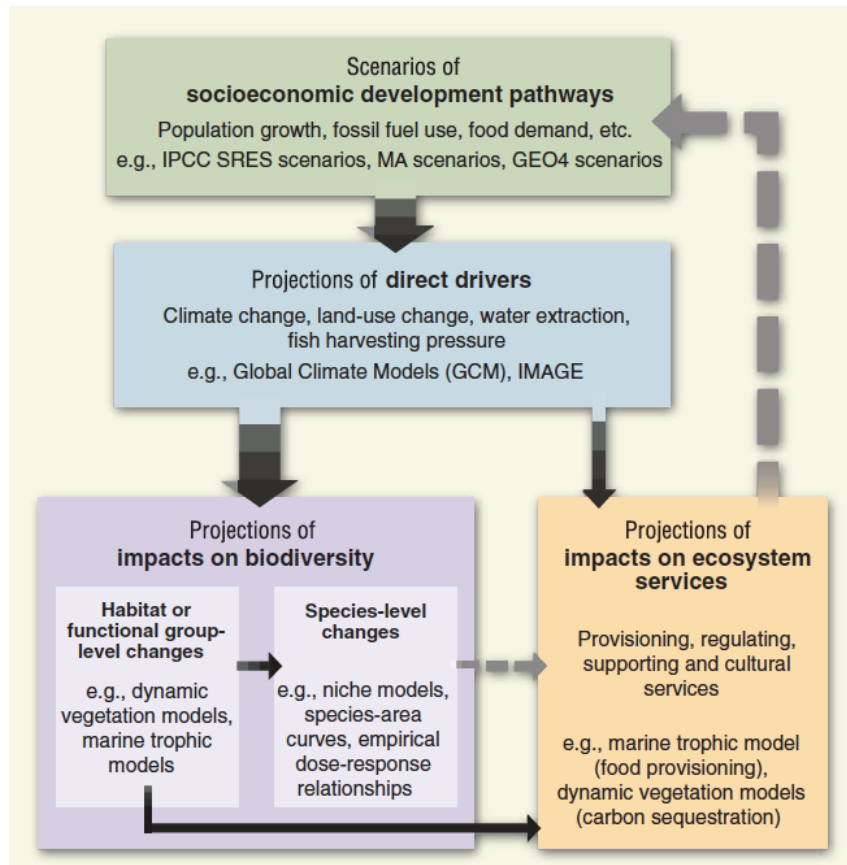 Scenarios of
socioeconomic development pathways
Population growth, fossil fuel use, food demand, etc.
e.g., IPCC SRES scenarios, MA scenarios, GEO4 scenarios
Projections of direct drivers
Climate change, land-use change, water extraction,
fish harvesting pressure
e.g., Global Climate Models (GCM), IMAGE
Projections of
impacts on biodiversity
Habitat or
functional group-
level changes
e.g., dynamic
vegetation models,
marine trophic
models
Species-level
changes
e.g., niche models,
species-area
curves, empirical
dose-response
relationships
Projections of
impacts on ecosystem
services
Provisioning, regulating,
supporting and cultural
services
e.g., marine trophic model
(food provisioning),
dynamic vegetation models
(carbon sequestration)